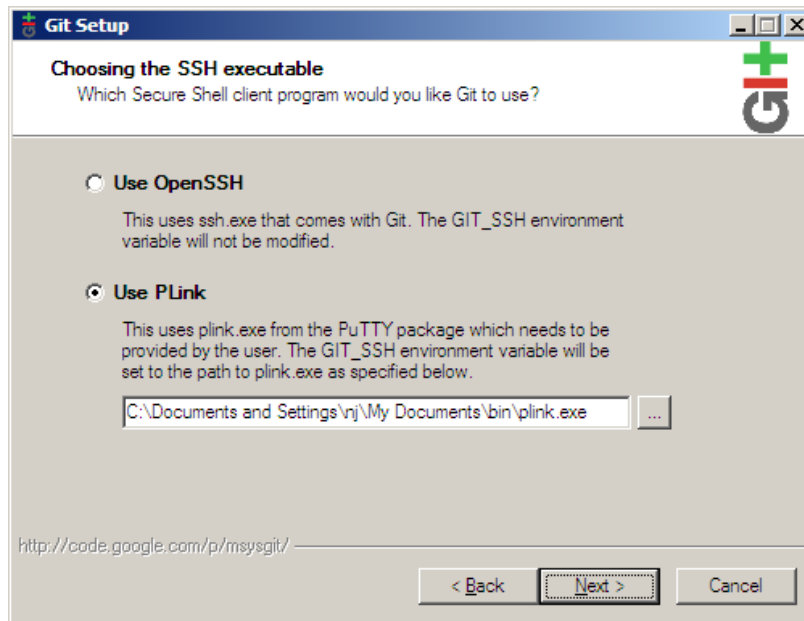 Git Setup
Choosing the SSH executable
Which Secure Shell client program would you like Git to use?
GIT
Use OpenSSH
This uses ssh.exe that comes with Git. The GIT_SSH environment
variable will not be modified.
Use PLink
This uses plink.exe from the PuTTY package which needs to be
provided by the user. The GIT_SSH environment variable will be
set to the path to plink.exe as specified below.
C:\Documents and Settings\nj\My Documents\bin\plink.exe
...
http://code.google.com/p/msysgit/
< Back
Next >
Cancel